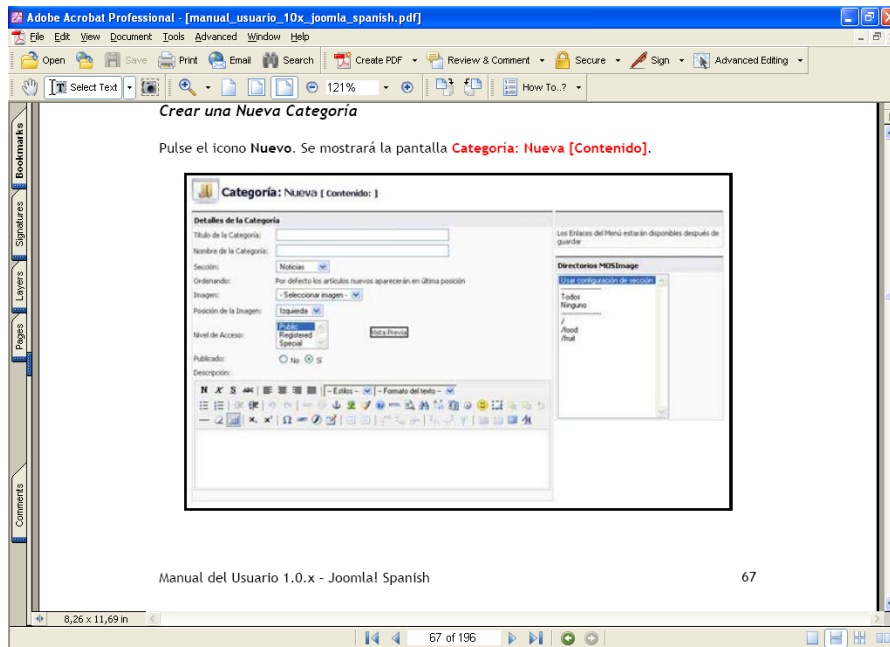 Adobe Acrobat Professional - [manual_usuario_10x_joomla_spanish.pdf]
File Edit View Document Tools Advanced Window Help
Open Save Print Email Search Create PDF Review & Comment Secure Sign Advanced Editing
Select Text 121% How To..?
Bookmarks
Signatures
Layers
Pages
Comments
Crear una Nueva Categoría
Pulse el icono Nuevo. Se mostrará la pantalla Categoría: Nueva [Contenido].
Categoría: Nueva [ Contenido: ]
Detalles de la Categoría
Título de la Categoría:
Nombre de la Categoría:
Sección: Noticias
Ordenando: Por defecto los artículos nuevos aparecerán en última posición
Imagen: - Seleccionar imagen -
Posición de la Imagen: Izquierda
Nivel de Acceso: Public
Registered
Special
Vista Previa
Publicado: No Sí
Descripción:
N X S ABC -- Estilos -- -- Formato del texto --
Los Enlaces del Menú estarán disponibles después de
guardar
Directorios MOSImage
Usar configuración de sección
Todos
Ninguno
/
/food
/fruit
Manual del Usuario 1.0.x - Joomla! Spanish 67
8,26 x 11,69 in
67 of 196